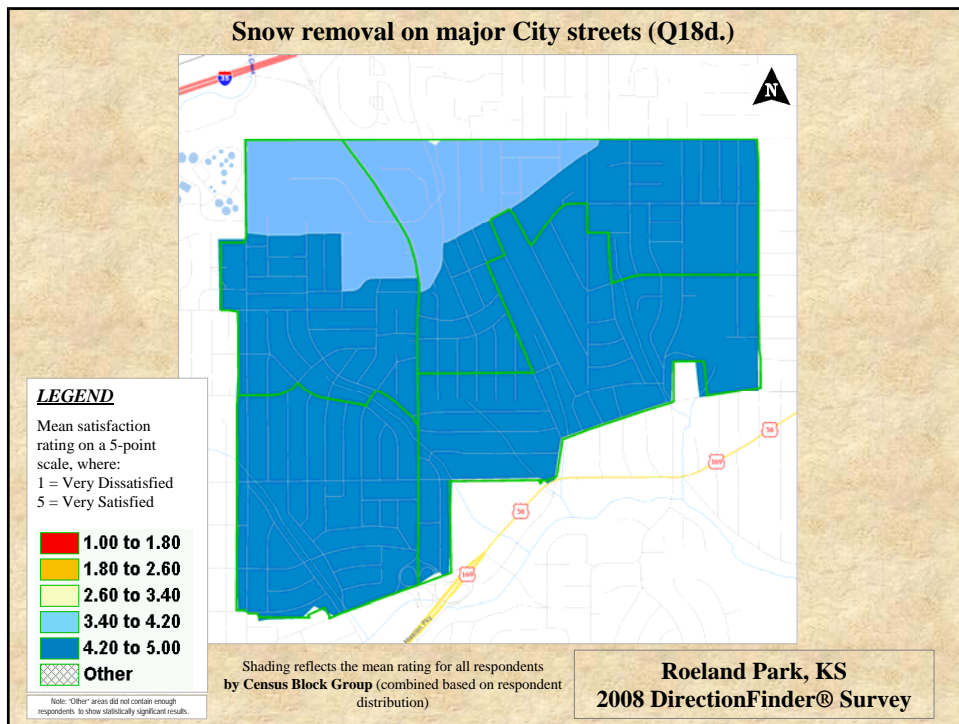 Snow removal on major City streets (Q18d.)
35
Creek
N
LEGEND
Mean satisfaction
rating on a 5-point
scale, where:
1 = Very Dissatisfied
5 = Very Satisfied
1.00 to 1.80
1.80 to 2.60
2.60 to 3.40
3.40 to 4.20
4.20 to 5.00
Other
Note: "Other" areas did not contain enough
respondents to show statistically significant results.
56
169
56
169
Shading reflects the mean rating for all respondents
by Census Block Group (combined based on respondent
distribution)
Roeland Park, KS
2008 DirectionFinder® Survey